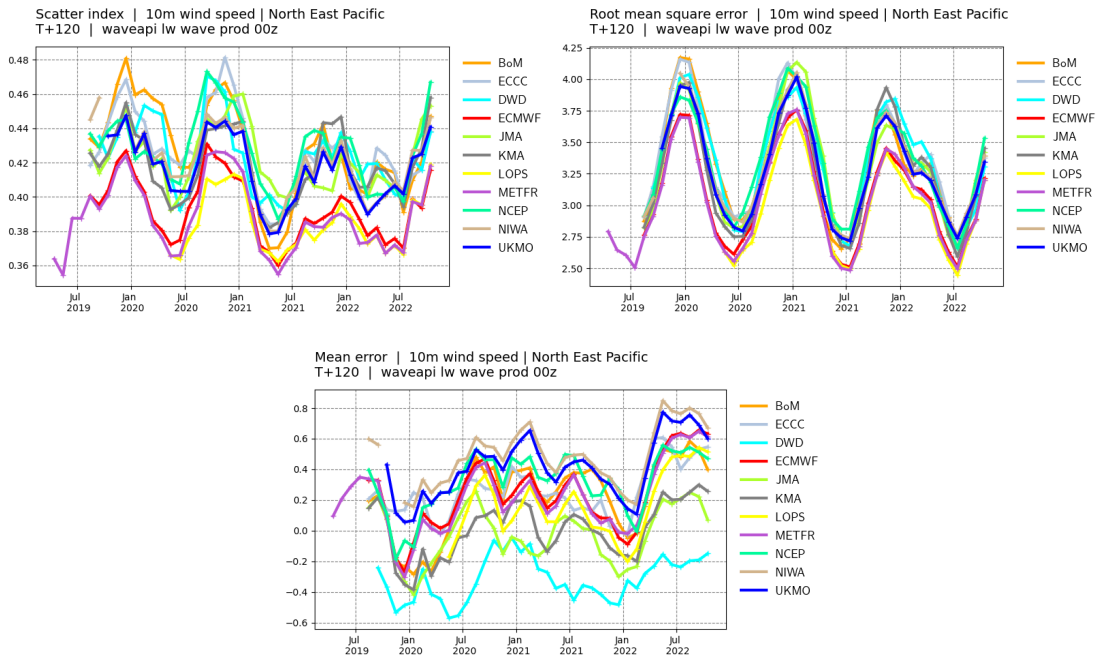 Scatter index | 10m wind speed | North East Pacific
T+120 | waveapi lw wave prod 00z
0.48
0.46
0.44
0.42
0.40
0.38
0.36
Jul 2019
Jan 2020
Jul 2020
Jan 2021
Jul 2021
Jan 2022
Jul 2022
BoM
ECCC
DWD
ECMWF
JMA
KMA
LOPS
METFR
NCEP
NIWA
UKMO
Root mean square error | 10m wind speed | North East Pacific
T+120 | waveapi lw wave prod 00z
4.25
4.00
3.75
3.50
3.25
3.00
2.75
2.50
Jul 2019
Jan 2020
Jul 2020
Jan 2021
Jul 2021
Jan 2022
Jul 2022
BoM
ECCC
DWD
ECMWF
JMA
KMA
LOPS
METFR
NCEP
NIWA
UKMO
Mean error | 10m wind speed | North East Pacific
T+120 | waveapi lw wave prod 00z
0.8
0.6
0.4
0.2
0.0
−0.2
−0.4
−0.6
Jul 2019
Jan 2020
Jul 2020
Jan 2021
Jul 2021
Jan 2022
Jul 2022
BoM
ECCC
DWD
ECMWF
JMA
KMA
LOPS
METFR
NCEP
NIWA
UKMO